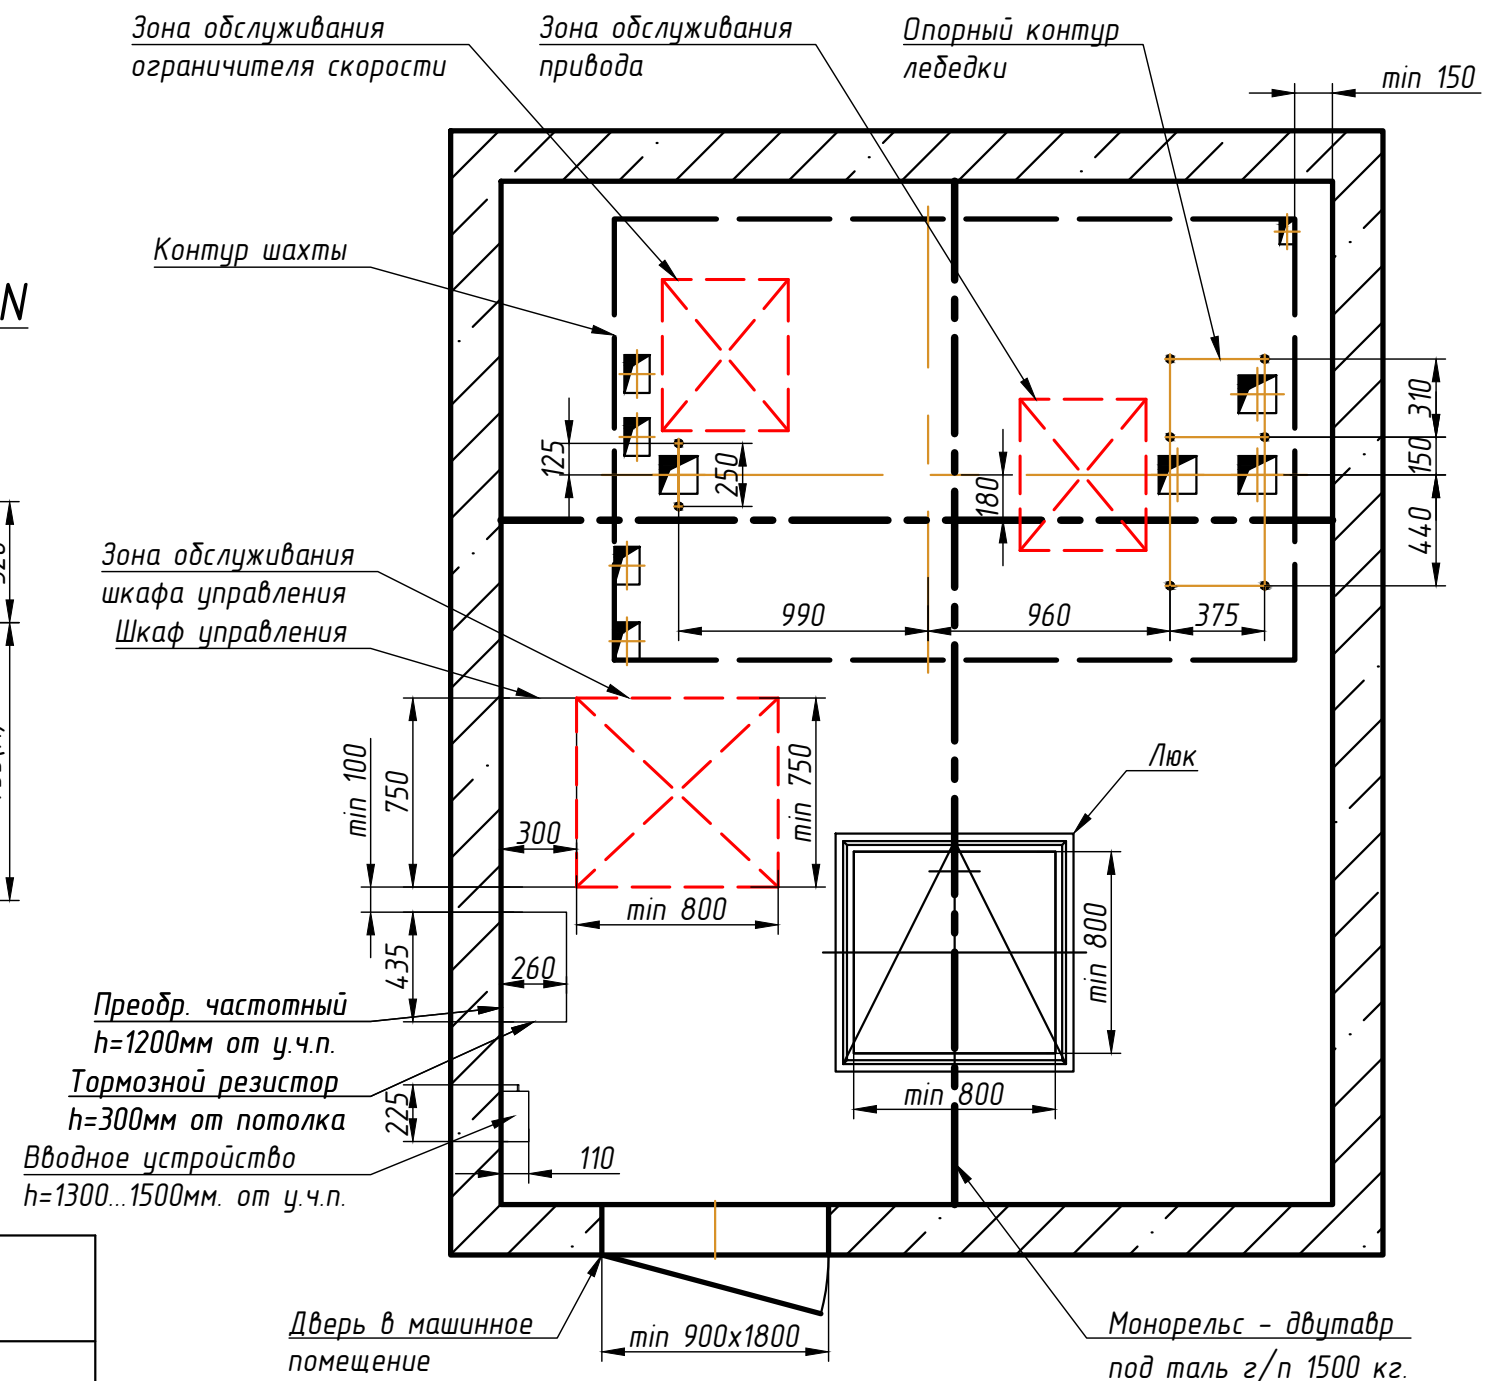 Зона обслуживания
ограничителя скорости
Зона обслуживания
привода
Опорный контур
лебедки
min 150
Контур шахты
N
310
125
250
150
180
440
Зона обслуживания
шкафа управления
Шкаф управления
990
960
375
min 100
750
min 750
Люк
300
min 800
435
260
min 800
Преобр. частотный
h=1200мм от у.ч.п.
Тормозной резистор
h=300мм от потолка
225
min 800
Вводное устройство
h=1300...1500мм. от у.ч.п.
110
Дверь в машинное
помещение
min 900х1800
Монорельс - двутавр
под таль г/п 1500 кг.